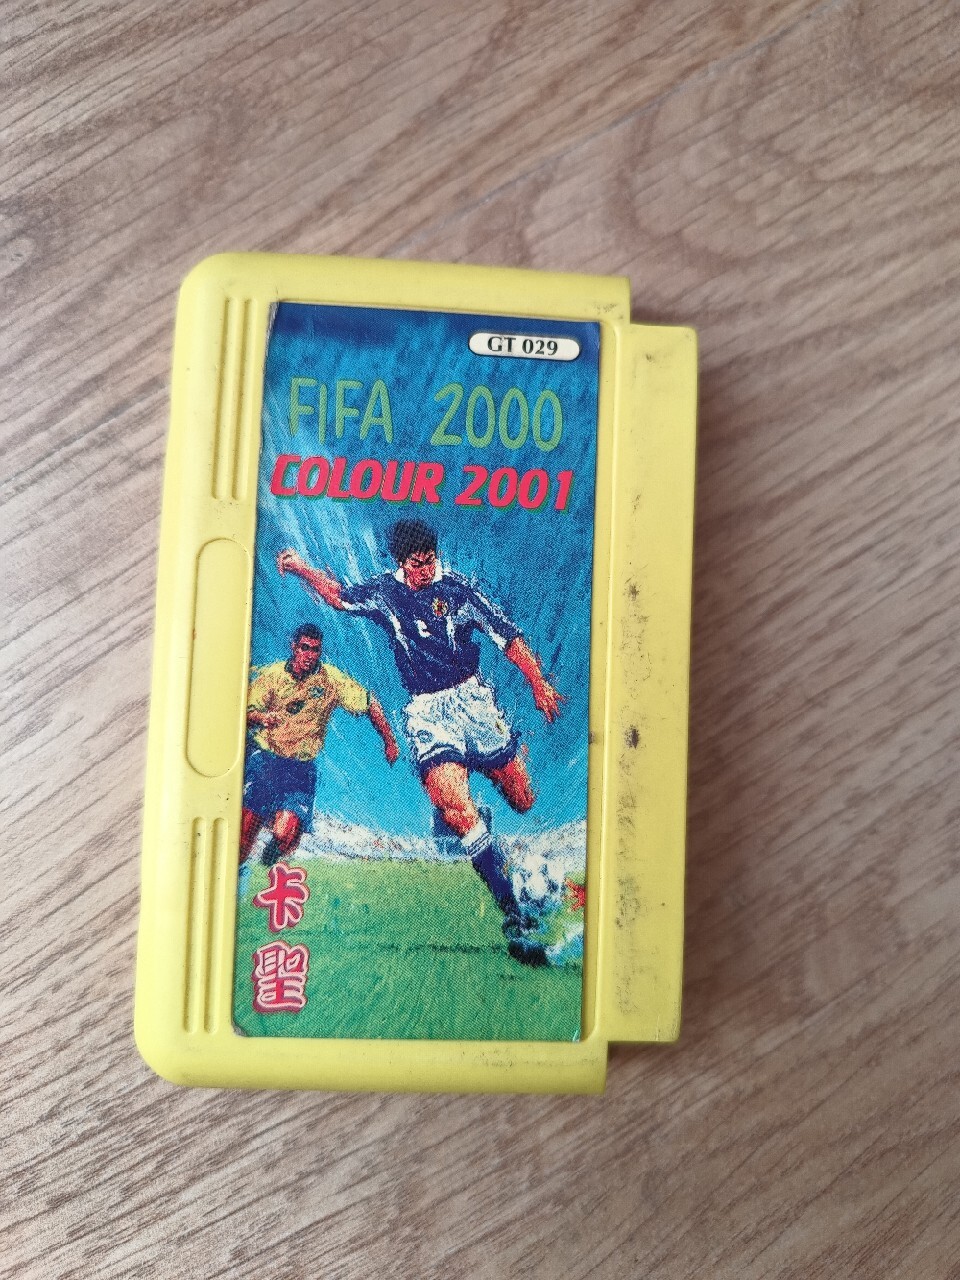 GT 029
FIFA 2000
COLOUR 2001
卡
聖